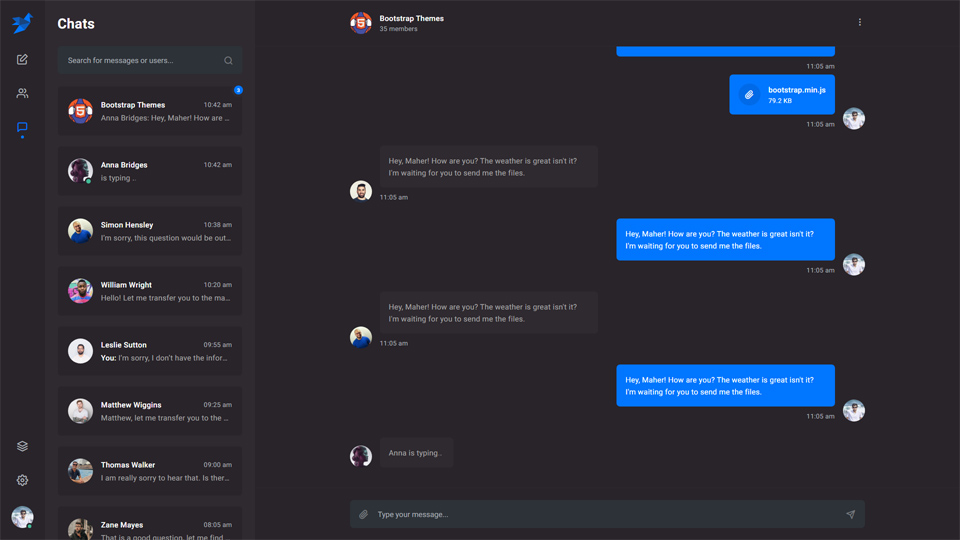 Chats
Search for messages or users...
3
Bootstrap Themes 10:42 am
Anna Bridges: Hey, Maher! How are ...
Anna Bridges 10:42 am
is typing ..
Simon Hensley 10:38 am
I'm sorry, this question would be out...
William Wright 10:20 am
Hello! Let me transfer you to the ma...
Leslie Sutton 09:55 am
You: I'm sorry, I don't have the infor...
Matthew Wiggins 09:25 am
Matthew, let me transfer you to the ...
Thomas Walker 09:00 am
I am really sorry to hear that. Is ther...
Zane Mayes 08:05 am
That is a good question, let me find
Bootstrap Themes
35 members
11:05 am
bootstrap.min.js
79.2 KB
11:05 am
Hey, Maher! How are you? The weather is great isn't it?
I'm waiting for you to send me the files.
11:05 am
Hey, Maher! How are you? The weather is great isn't it?
I'm waiting for you to send me the files.
11:05 am
Hey, Maher! How are you? The weather is great isn't it?
I'm waiting for you to send me the files.
11:05 am
Hey, Maher! How are you? The weather is great isn't it?
I'm waiting for you to send me the files.
11:05 am
Anna is typing..
Type your message...